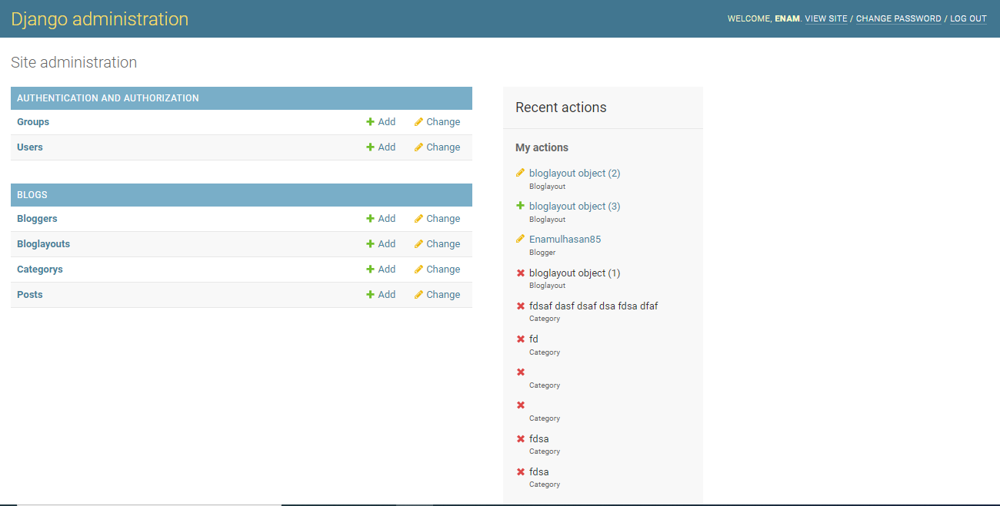 Django administration
WELCOME, ENAM. VIEW SITE / CHANGE PASSWORD / LOG OUT
Site administration
AUTHENTICATION AND AUTHORIZATION
Groups Add Change
Users Add Change
BLOGS
Bloggers Add Change
Bloglayouts Add Change
Categorys Add Change
Posts Add Change
Recent actions
My actions
bloglayout object (2)
Bloglayout
bloglayout object (3)
Bloglayout
Enamulhasan85
Blogger
bloglayout object (1)
Bloglayout
fdsaf dasf dsaf dsa fdsa dfaf
Category
fd
Category
Category
Category
fdsa
Category
fdsa
Category